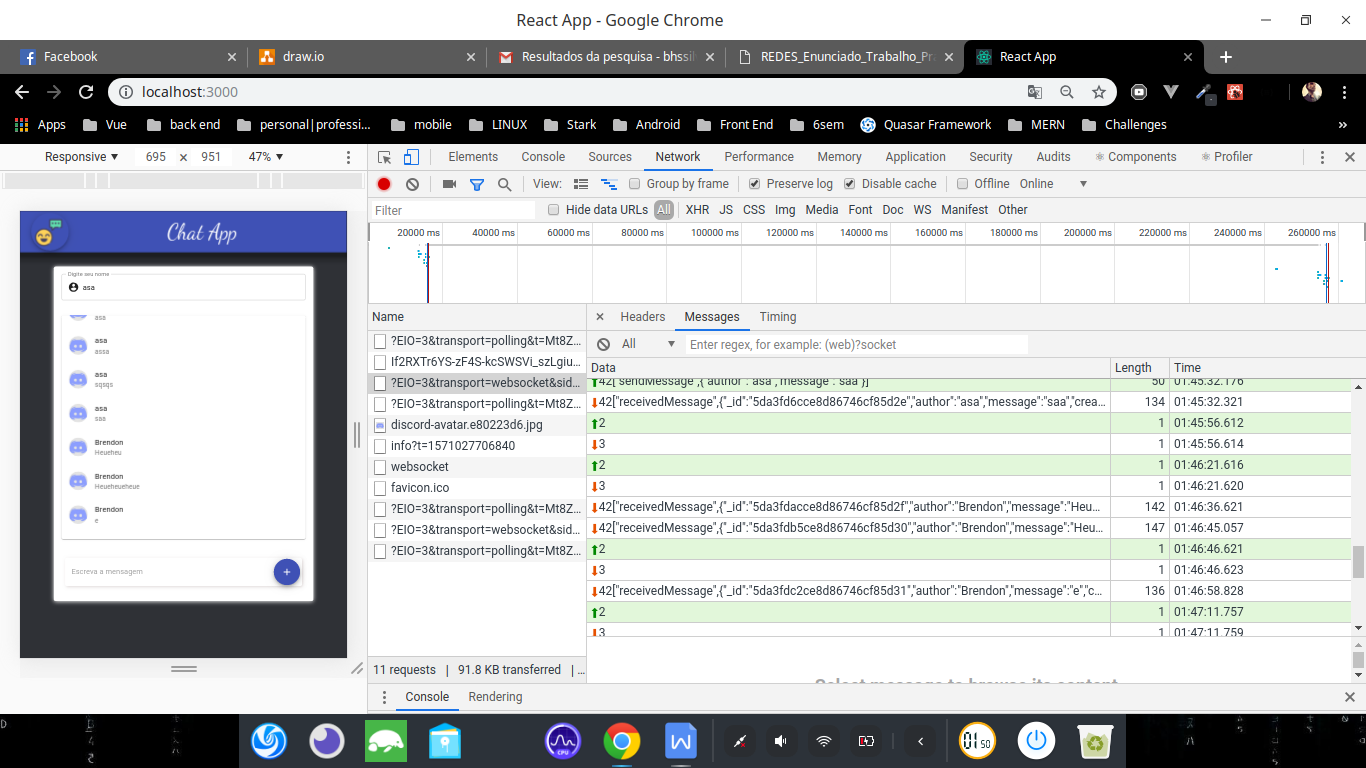 React App - Google Chrome
Facebook
draw.io
Resultados da pesquisa - bhssil
REDES_Enunciado_Trabalho_Pr
React App
localhost:3000
Apps
Vue
back end
personal|professi...
mobile
LINUX
Stark
Android
Front End
6sem
Quasar Framework
MERN
Challenges
»
Responsive
695 × 951
47%
Elements
Console
Sources
Network
Performance
Memory
Application
Security
Audits
Components
Profiler
View:
Group by frame
Preserve log
Disable cache
Offline
Online
Filter
Hide data URLs
All
XHR
JS
CSS
Img
Media
Font
Doc
WS
Manifest
Other
20000 ms
40000 ms
60000 ms
80000 ms
100000 ms
120000 ms
140000 ms
160000 ms
180000 ms
200000 ms
220000 ms
240000 ms
260000 ms
Chat App
Digite seu nome
asa
asa
asa
assa
asa
sqsqs
asa
saa
Brendon
Heueheu
Brendon
Heueheueheue
Brendon
e
Escreva a mensagem
+
Name
?EIO=3&transport=polling&t=Mt8Z...
If2RXTr6YS-zF4S-kcSWSVi_szLgiu...
?EIO=3&transport=websocket&sid...
?EIO=3&transport=polling&t=Mt8Z...
discord-avatar.e80223d6.jpg
info?t=1571027706840
websocket
favicon.ico
?EIO=3&transport=polling&t=Mt8Z...
?EIO=3&transport=websocket&sid...
?EIO=3&transport=polling&t=Mt8Z...
11 requests | 91.8 KB transferred | ...
Headers
Messages
Timing
All
Enter regex, for example: (web)?socket
Data Length Time
42["sendMessage",{"author":"asa","message":"saa"}] 50 01:45:32.176
42["receivedMessage",{"_id":"5da3fd6cce8d86746cf85d2e","author":"asa","message":"saa","crea... 134 01:45:32.321
2 1 01:45:56.612
3 1 01:45:56.614
2 1 01:46:21.616
3 1 01:46:21.620
42["receivedMessage",{"_id":"5da3fdacce8d86746cf85d2f","author":"Brendon","message":"Heu... 142 01:46:36.621
42["receivedMessage",{"_id":"5da3fdb5ce8d86746cf85d30","author":"Brendon","message":"Heu... 147 01:46:45.057
2 1 01:46:46.621
3 1 01:46:46.623
42["receivedMessage",{"_id":"5da3fdc2ce8d86746cf85d31","author":"Brendon","message":"e","c... 136 01:46:58.828
2 1 01:47:11.757
3 1 01:47:11.759
Select message to browse its content.
Console
Rendering
CPU
01 50